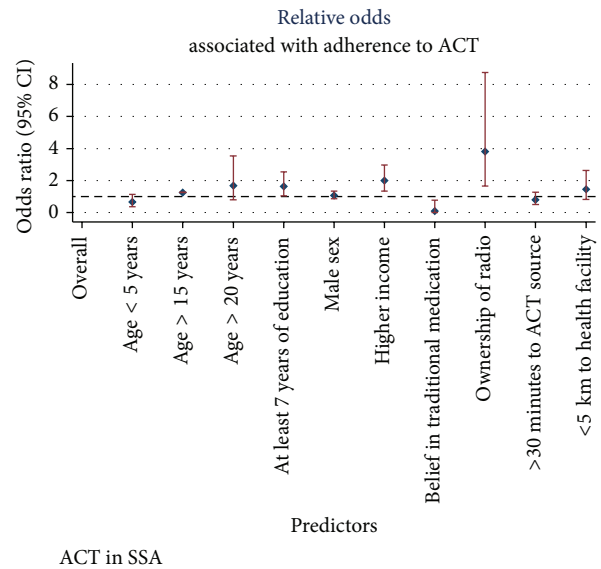 Relative odds
associated with adherence to ACT
Odds ratio (95% CI)
8
6
4
2
0
Overall
Age < 5 years
Age > 15 years
Age > 20 years
At least 7 years of education
Male sex
Higher income
Belief in traditional medication
Ownership of radio
>30 minutes to ACT source
<5 km to health facility
Predictors
ACT in SSA